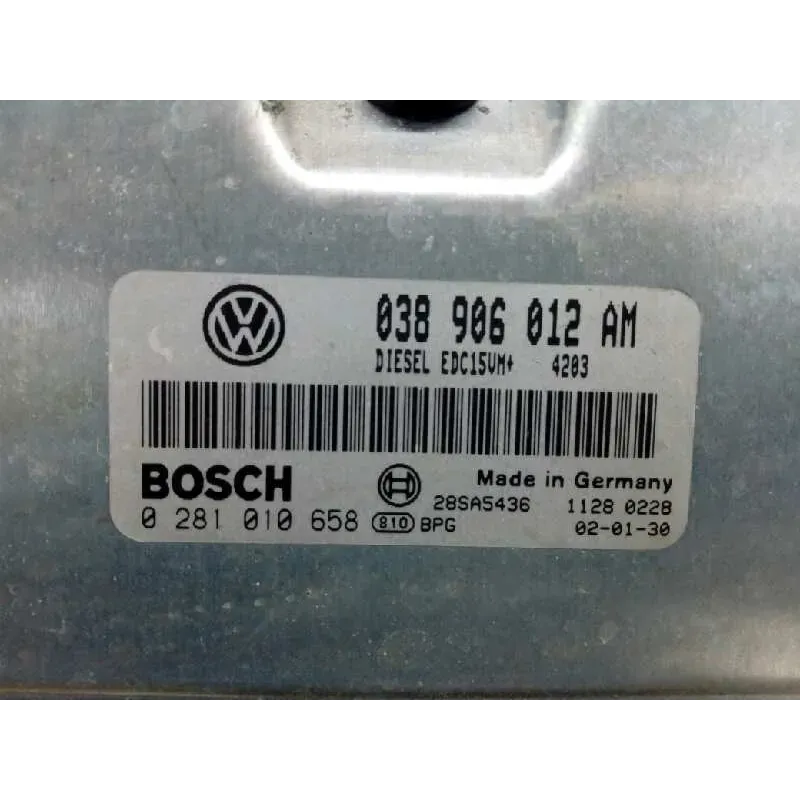 038 906 012 AM
DIESEL EDC15VM+ 4203
BOSCH
Made in Germany
28SA5436 1128 0228
0 281 010 658 810 BPG 02-01-30